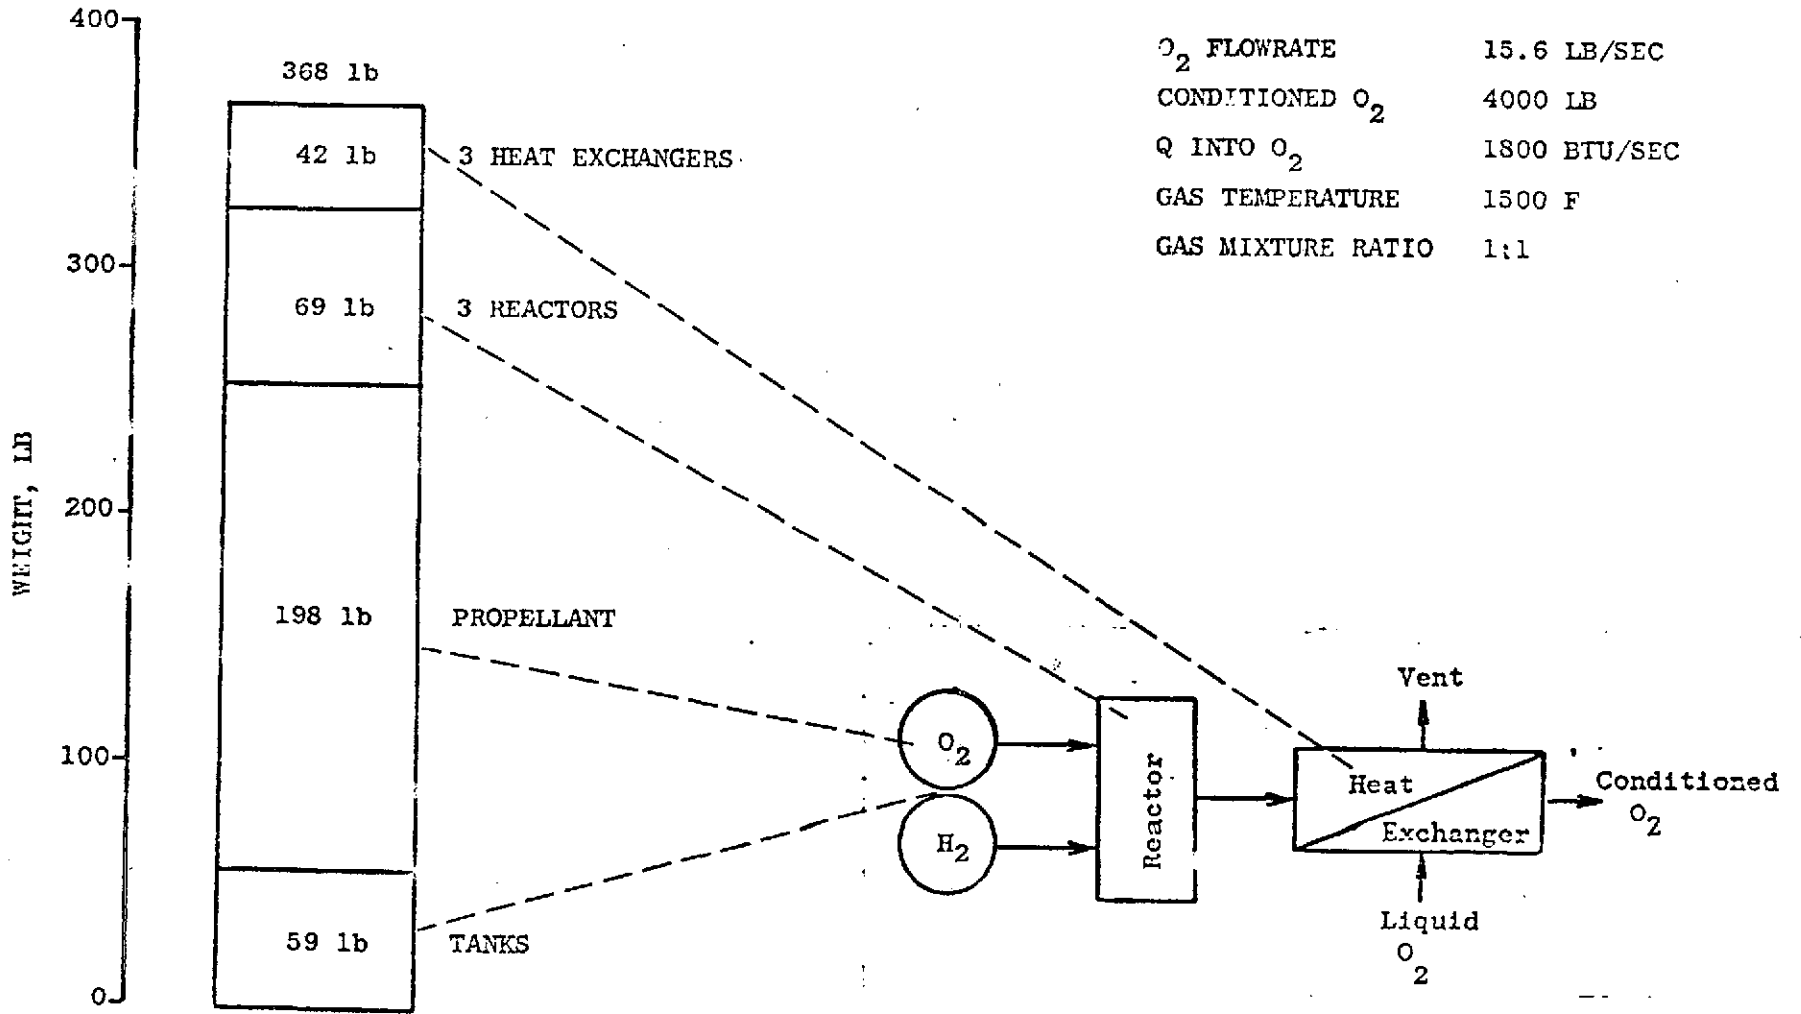 400
300
200
100
0
WEIGHT, LB
368 lb
42 lb
3 HEAT EXCHANGERS
69 lb
3 REACTORS
198 lb
PROPELLANT
59 lb
TANKS
O2 FLOWRATE 15.6 LB/SEC
CONDITIONED O2 4000 LB
Q INTO O2 1800 BTU/SEC
GAS TEMPERATURE 1500 F
GAS MIXTURE RATIO 1:1
O2
H2
Reactor
Vent
Heat
Exchanger
Conditioned
O2
Liquid
O2